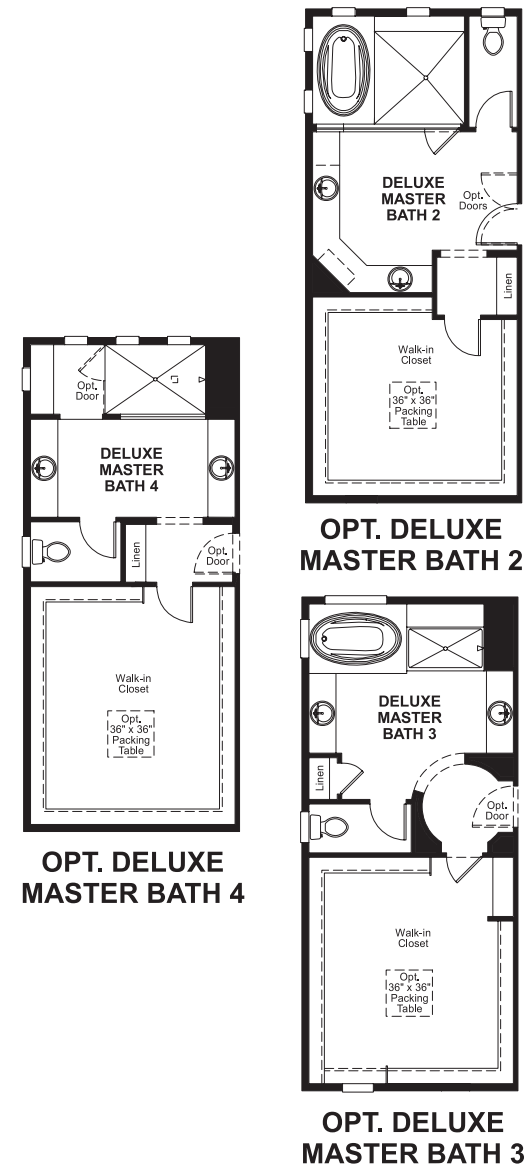 DELUXE
MASTER
BATH 2
Opt.
Doors
Linen
Walk-in
Closet
Opt.
36" x 36"
Packing
Table
OPT. DELUXE
MASTER BATH 2
Opt.
Door
DELUXE
MASTER
BATH 4
Linen
Opt.
Door
Walk-in
Closet
Opt.
36" x 36"
Packing
Table
OPT. DELUXE
MASTER BATH 4
DELUXE
MASTER
BATH 3
Linen
Opt.
Door
Walk-in
Closet
Opt.
36" x 36"
Packing
Table
OPT. DELUXE
MASTER BATH 3